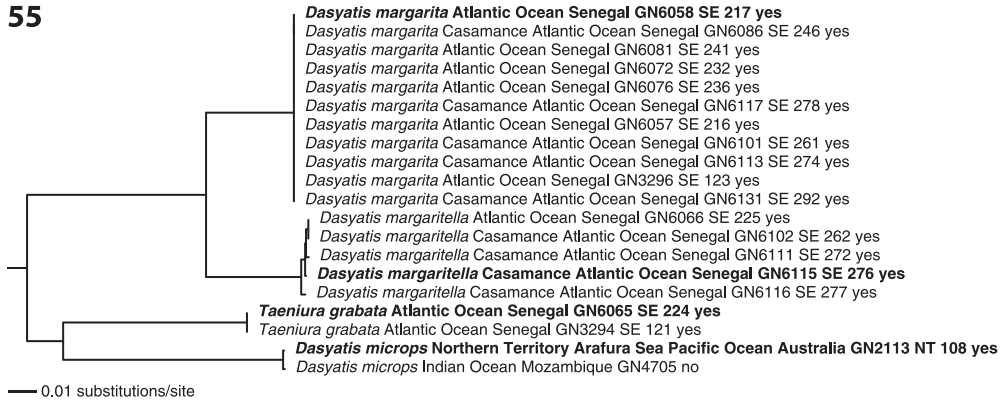 55
Dasyatis margarita Atlantic Ocean Senegal GN6058 SE 217 yes
Dasyatis margarita Casamance Atlantic Ocean Senegal GN6086 SE 246 yes
Dasyatis margarita Atlantic Ocean Senegal GN6081 SE 241 yes
Dasyatis margarita Atlantic Ocean Senegal GN6072 SE 232 yes
Dasyatis margarita Atlantic Ocean Senegal GN6076 SE 236 yes
Dasyatis margarita Casamance Atlantic Ocean Senegal GN6117 SE 278 yes
Dasyatis margarita Atlantic Ocean Senegal GN6057 SE 216 yes
Dasyatis margarita Casamance Atlantic Ocean Senegal GN6101 SE 261 yes
Dasyatis margarita Casamance Atlantic Ocean Senegal GN6113 SE 274 yes
Dasyatis margarita Atlantic Ocean Senegal GN3296 SE 123 yes
Dasyatis margarita Casamance Atlantic Ocean Senegal GN6131 SE 292 yes
Dasyatis margaritella Atlantic Ocean Senegal GN6066 SE 225 yes
Dasyatis margaritella Casamance Atlantic Ocean Senegal GN6102 SE 262 yes
Dasyatis margaritella Casamance Atlantic Ocean Senegal GN6111 SE 272 yes
Dasyatis margaritella Casamance Atlantic Ocean Senegal GN6115 SE 276 yes
Dasyatis margaritella Casamance Atlantic Ocean Senegal GN6116 SE 277 yes
Taeniura grabata Atlantic Ocean Senegal GN6065 SE 224 yes
Taeniura grabata Atlantic Ocean Senegal GN3294 SE 121 yes
Dasyatis microps Northern Territory Arafura Sea Pacific Ocean Australia GN2113 NT 108 yes
Dasyatis microps Indian Ocean Mozambique GN4705 no
0.01 substitutions/site